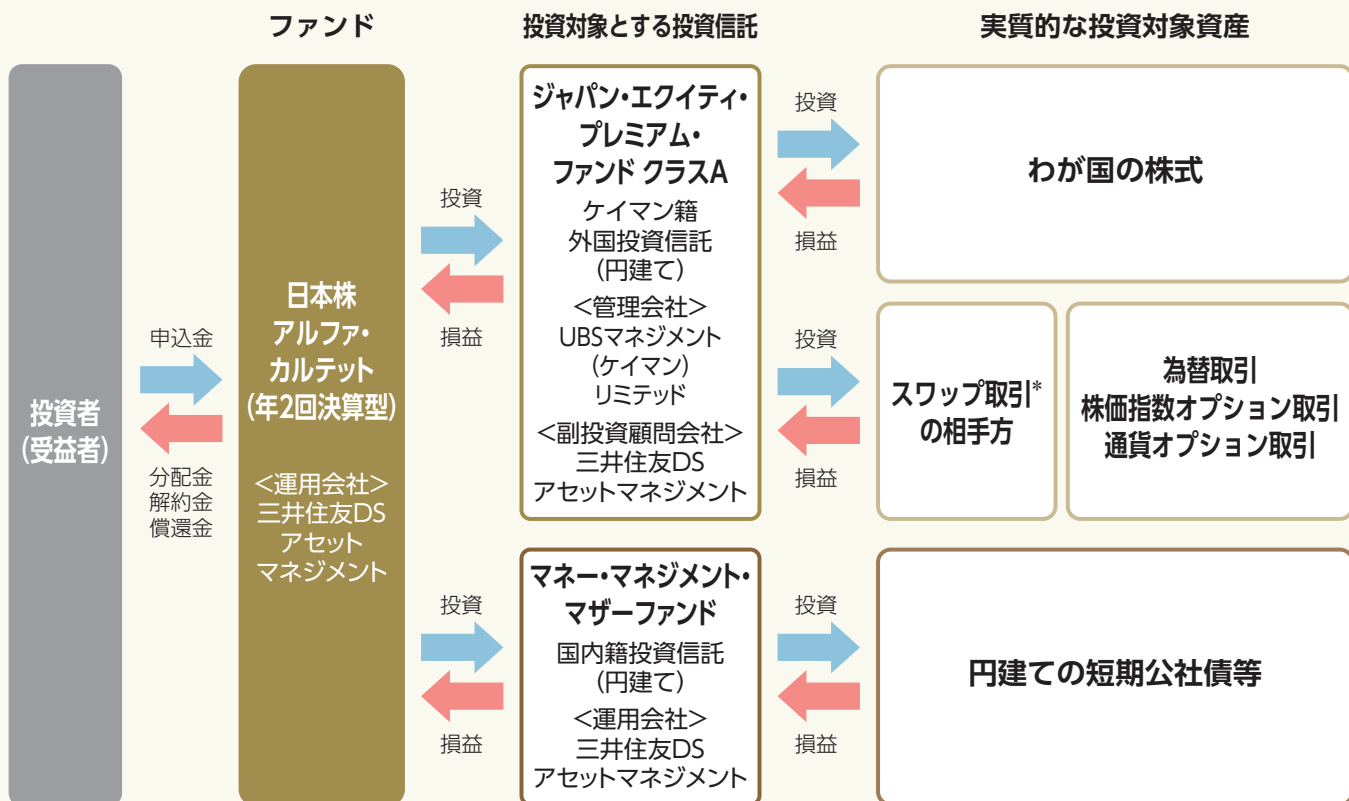 ファンド
投資対象とする投資信託
実質的な投資対象資産
投資者
(受益者)
申込金
分配金
解約金
償還金
日本株
アルファ・
カルテット
(年2回決算型)
<運用会社>
三井住友DS
アセット
マネジメント
投資
損益
ジャパン・エクイティ・
プレミアム・
ファンド クラスA
ケイマン籍
外国投資信託
(円建て)
<管理会社>
UBSマネジメント
(ケイマン)
リミテッド
<副投資顧問会社>
三井住友DS
アセットマネジメント
投資
損益
わが国の株式
投資
損益
スワップ取引*
の相手方
為替取引
株価指数オプション取引
通貨オプション取引
投資
損益
マネー・マネジメント・
マザーファンド
国内籍投資信託
(円建て)
<運用会社>
三井住友DS
アセットマネジメント
投資
損益
円建ての短期公社債等